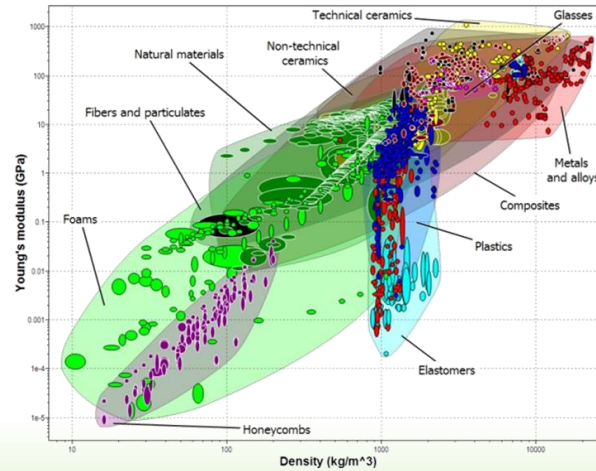 Technical ceramics
Glasses
Natural materials
Non-technical
ceramics
Fibers and particulates
Foams
Metals
and alloys
Composites
Plastics
Elastomers
Honeycombs
Young's modulus (GPa)
1000
100
10
1
0.1
0.01
0.001
1e-4
1e-5
10
100
1000
10000
Density (kg/m^3)